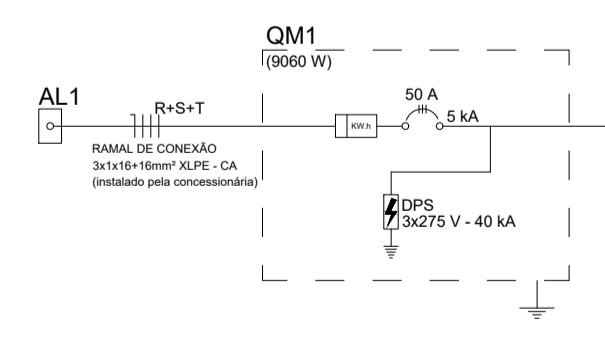 QM1
(9060 W)
AL1
R+S+T
RAMAL DE CONEXÃO
3x1x16+16mm² XLPE - CA
(instalado pela concessionária)
KW.h
50 A
5 kA
DPS
3x275 V - 40 kA